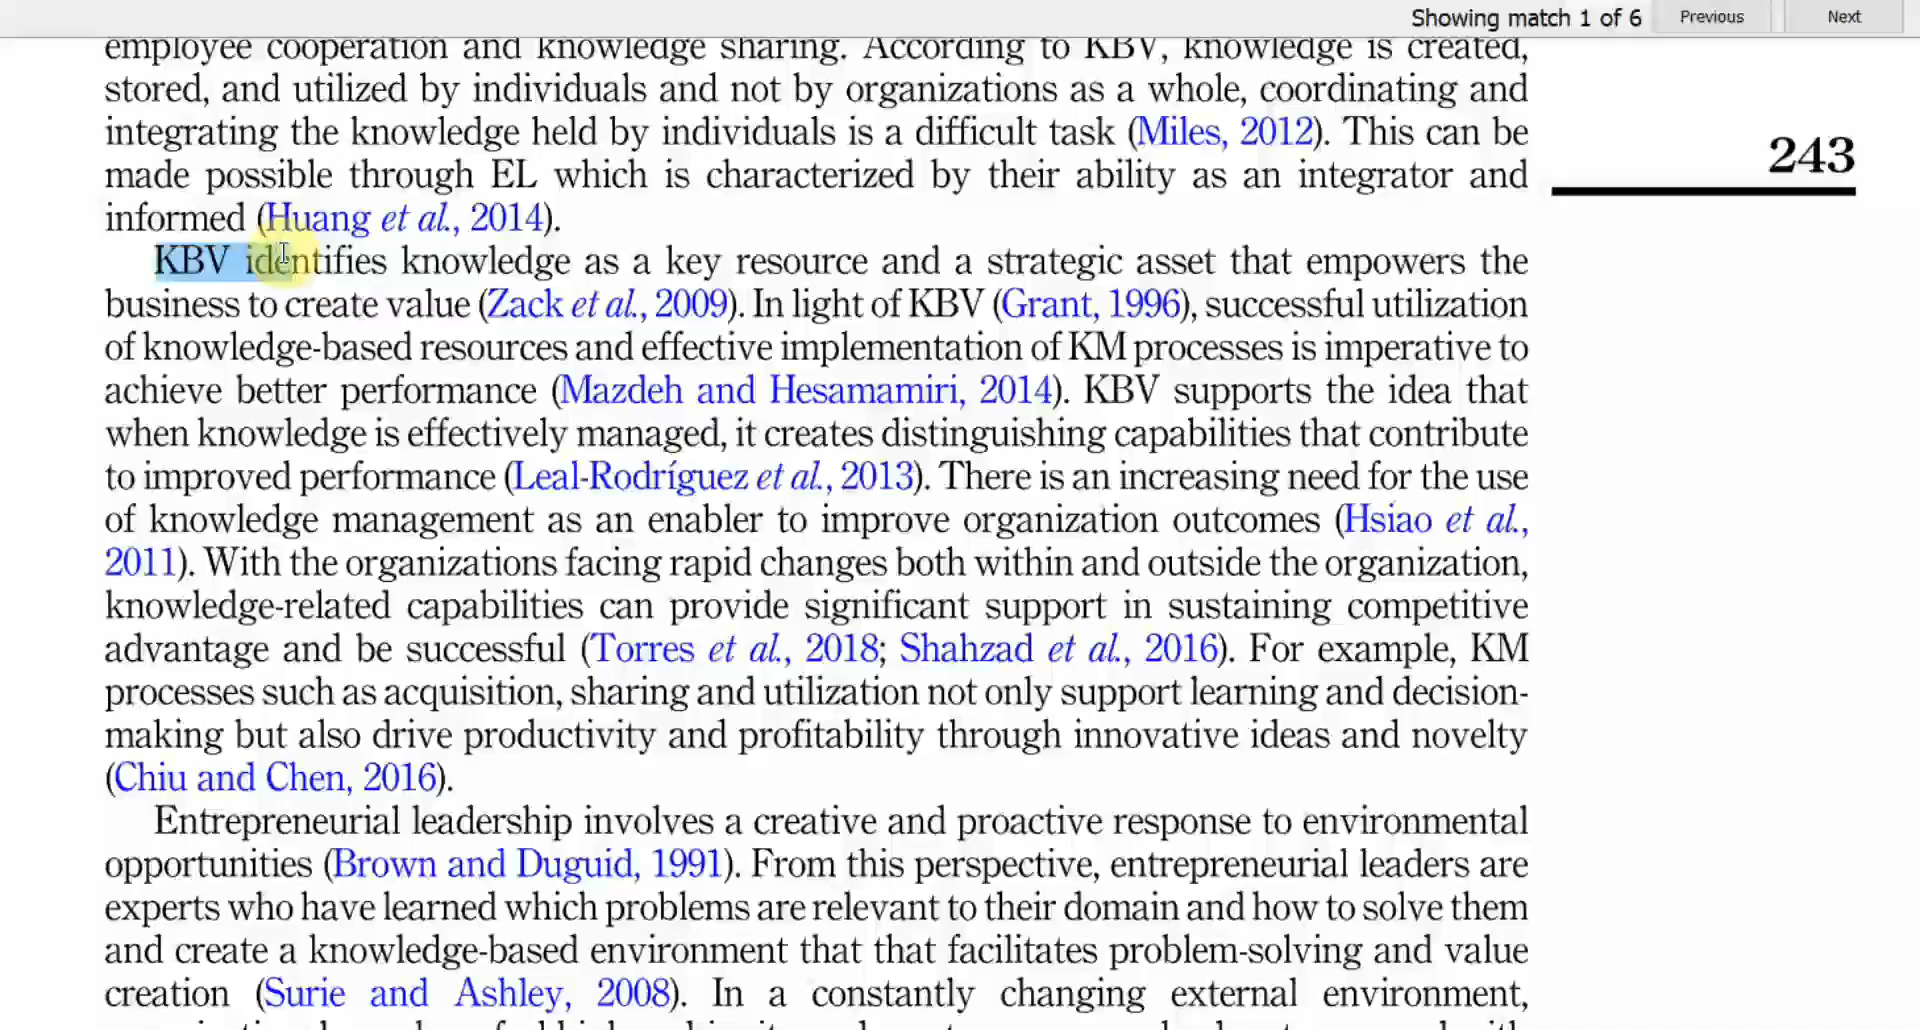 Showing match 1 of 6 Previous Next
employee cooperation and knowledge sharing. According to KBV, knowledge is created,
stored, and utilized by individuals and not by organizations as a whole, coordinating and
integrating the knowledge held by individuals is a difficult task (Miles, 2012). This can be
made possible through EL which is characterized by their ability as an integrator and
informed (Huang et al., 2014).
243
KBV identifies knowledge as a key resource and a strategic asset that empowers the
business to create value (Zack et al., 2009). In light of KBV (Grant, 1996), successful utilization
of knowledge-based resources and effective implementation of KM processes is imperative to
achieve better performance (Mazdeh and Hesamamiri, 2014). KBV supports the idea that
when knowledge is effectively managed, it creates distinguishing capabilities that contribute
to improved performance (Leal-Rodríguez et al., 2013). There is an increasing need for the use
of knowledge management as an enabler to improve organization outcomes (Hsiao et al.,
2011). With the organizations facing rapid changes both within and outside the organization,
knowledge-related capabilities can provide significant support in sustaining competitive
advantage and be successful (Torres et al., 2018; Shahzad et al., 2016). For example, KM
processes such as acquisition, sharing and utilization not only support learning and decision-
making but also drive productivity and profitability through innovative ideas and novelty
(Chiu and Chen, 2016).
Entrepreneurial leadership involves a creative and proactive response to environmental
opportunities (Brown and Duguid, 1991). From this perspective, entrepreneurial leaders are
experts who have learned which problems are relevant to their domain and how to solve them
and create a knowledge-based environment that that facilitates problem-solving and value
creation (Surie and Ashley, 2008). In a constantly changing external environment,